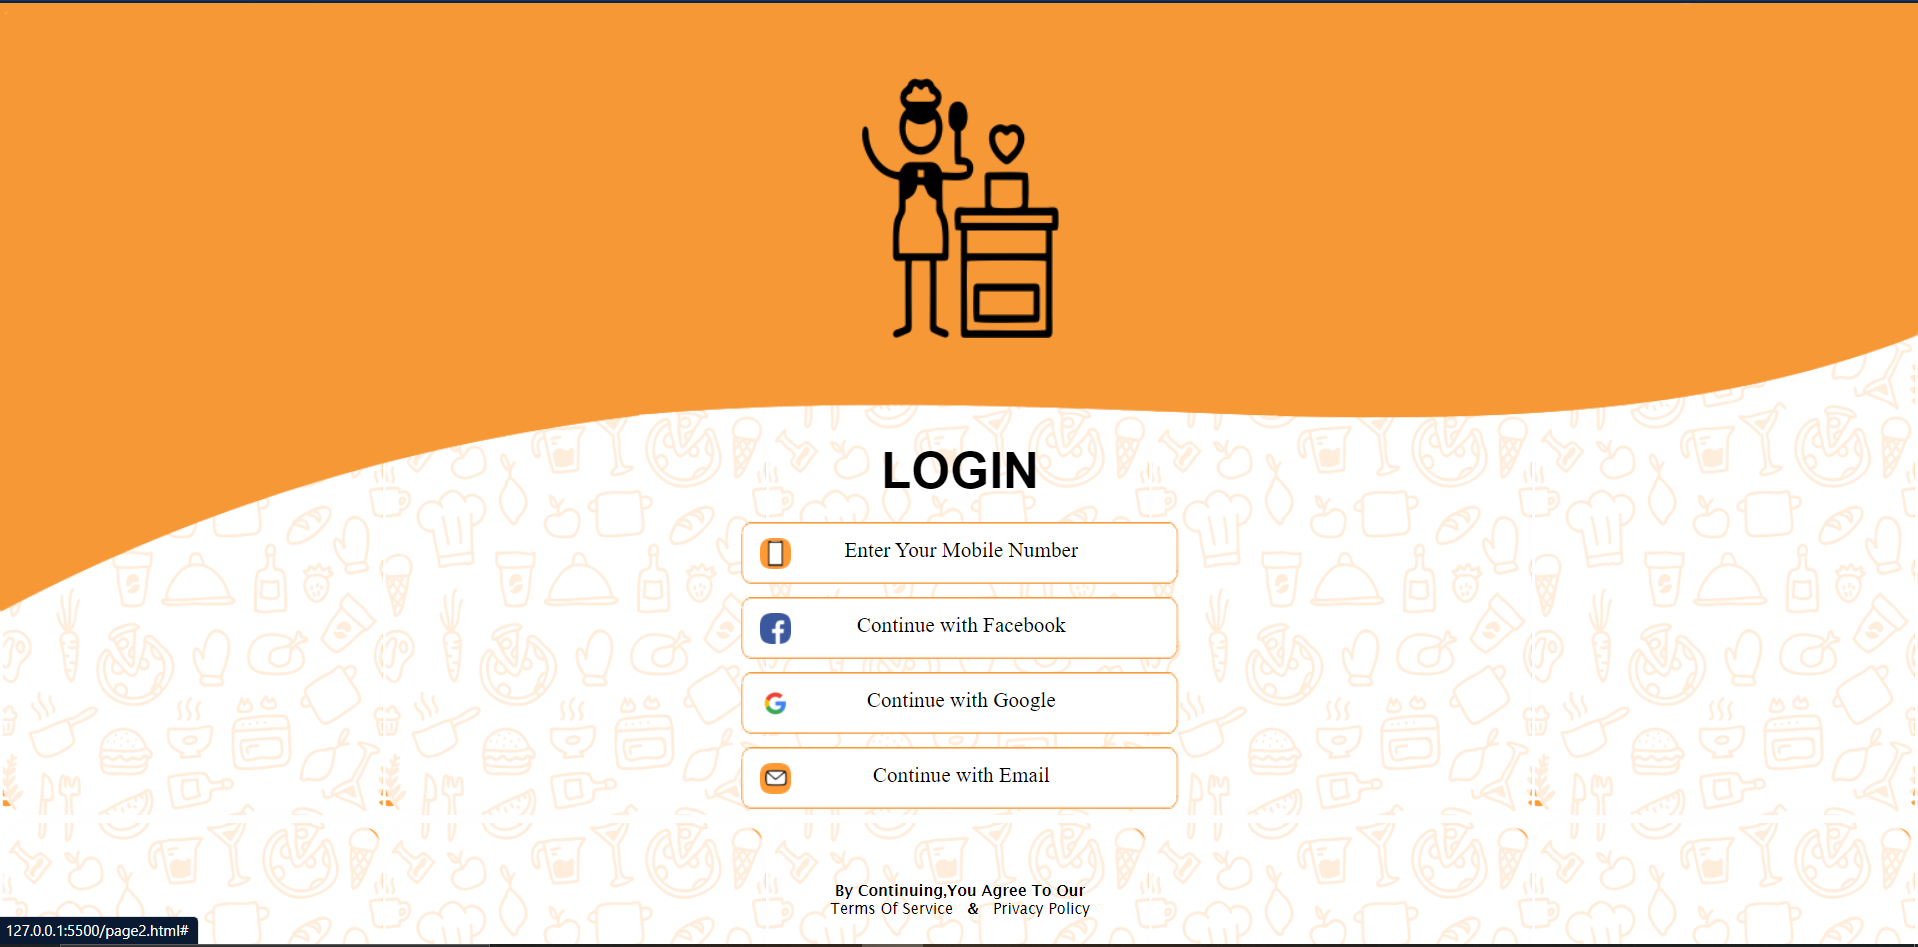 LOGIN
Enter Your Mobile Number
Continue with Facebook
Continue with Google
Continue with Email
By Continuing,You Agree To Our
Terms Of Service & Privacy Policy
127.0.0.1:5500/page2.html#